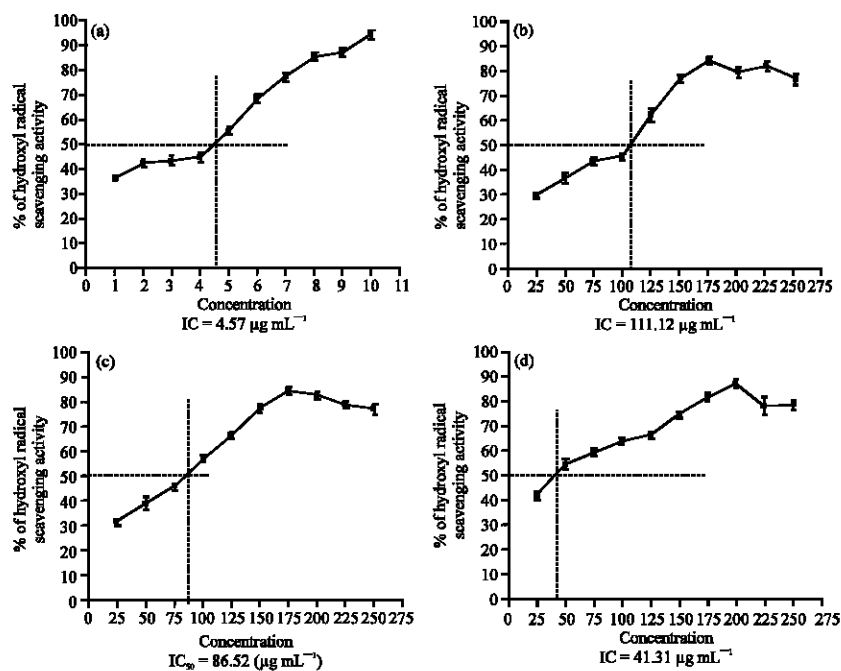 (a)
% of hydroxyl radical
scavenging activity
100
90
80
70
60
50
40
30
20
10
0
0 1 2 3 4 5 6 7 8 9 10 11
Concentration
IC = 4.57 µg mL⁻¹
(b)
% of hydroxyl radical
scavenging activity
100
90
80
70
60
50
40
30
20
10
0
0 25 50 75 100 125 150 175 200 225 250 275
Concentration
IC = 111.12 µg mL⁻¹
(c)
% of hydroxyl radical
scavenging activity
100
90
80
70
60
50
40
30
20
10
0
0 25 50 75 100 125 150 175 200 225 250 275
Concentration
IC₅₀ = 86.52 (µg mL⁻¹)
(d)
% of hydroxyl radical
scavenging activity
100
90
80
70
60
50
40
30
20
10
0
0 25 50 75 100 125 150 175 200 225 250 275
Concentration
IC = 41.31 µg mL⁻¹